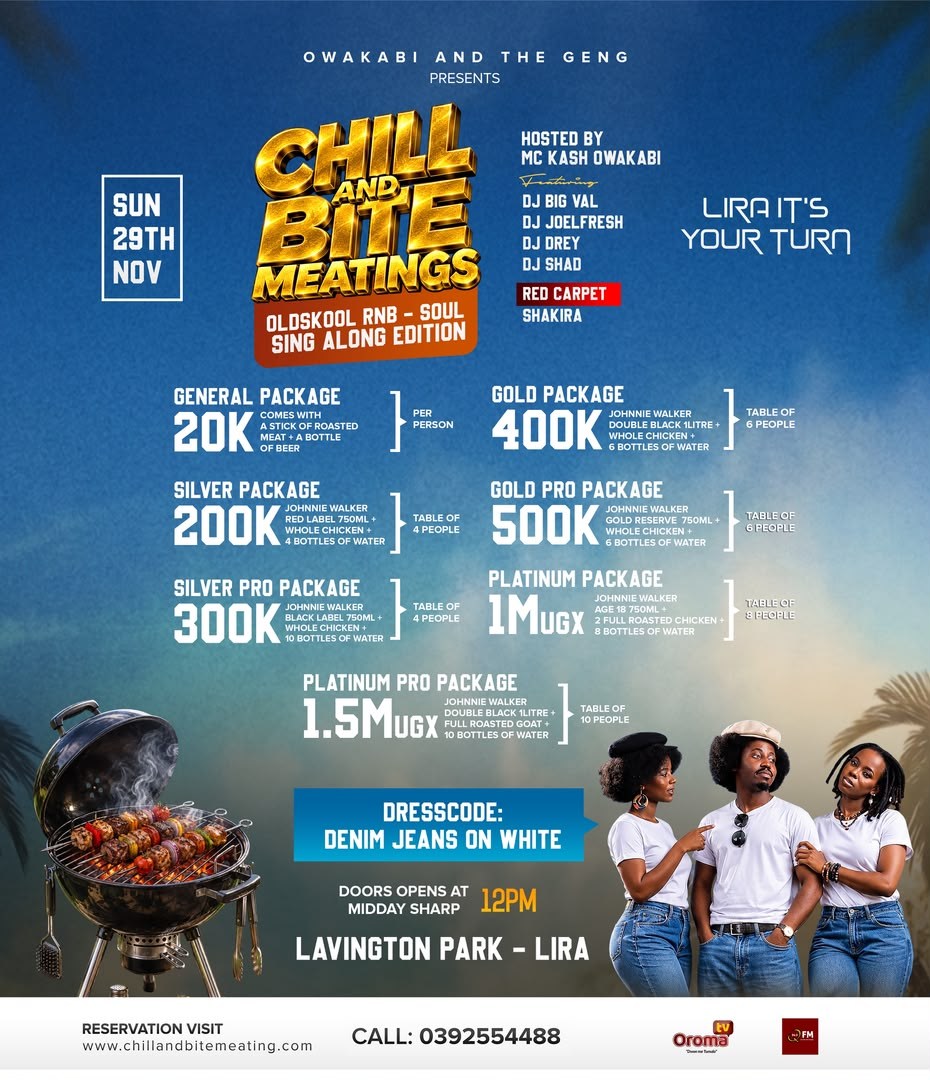 OWAKABI AND THE GENG
PRESENTS
SUN
29TH
NOV
CHILL
AND
BITE
MEATINGS
OLDSKOOL RNB - SOUL
SING ALONG EDITION
HOSTED BY
MC KASH OWAKABI
Featuring
DJ BIG VAL
DJ JOELFRESH
DJ DREY
DJ SHAD
RED CARPET
SHAKIRA
LIRA IT'S
YOUR TURN
GENERAL PACKAGE
20K
COMES WITH
A STICK OF ROASTED
MEAT + A BOTTLE
OF BEER
PER
PERSON
GOLD PACKAGE
400K
JOHNNIE WALKER
DOUBLE BLACK 1LITRE +
WHOLE CHICKEN +
6 BOTTLES OF WATER
TABLE OF
6 PEOPLE
SILVER PACKAGE
200K
JOHNNIE WALKER
RED LABEL 750ML +
WHOLE CHICKEN +
4 BOTTLES OF WATER
TABLE OF
4 PEOPLE
GOLD PRO PACKAGE
500K
JOHNNIE WALKER
GOLD RESERVE 750ML +
WHOLE CHICKEN +
6 BOTTLES OF WATER
TABLE OF
6 PEOPLE
SILVER PRO PACKAGE
300K
JOHNNIE WALKER
BLACK LABEL 750ML +
WHOLE CHICKEN +
10 BOTTLES OF WATER
TABLE OF
4 PEOPLE
PLATINUM PACKAGE
1MUGX
JOHNNIE WALKER
AGE 18 750ML +
2 FULL ROASTED CHICKEN +
8 BOTTLES OF WATER
TABLE OF
8 PEOPLE
PLATINUM PRO PACKAGE
1.5MUGX
JOHNNIE WALKER
DOUBLE BLACK 1LITRE +
FULL ROASTED GOAT +
10 BOTTLES OF WATER
TABLE OF
10 PEOPLE
DRESSCODE:
DENIM JEANS ON WHITE
DOORS OPENS AT
MIDDAY SHARP
12PM
LAVINGTON PARK - LIRA
RESERVATION VISIT
www.chillandbitemeating.com
CALL: 0392554488
Oroma tv
FM